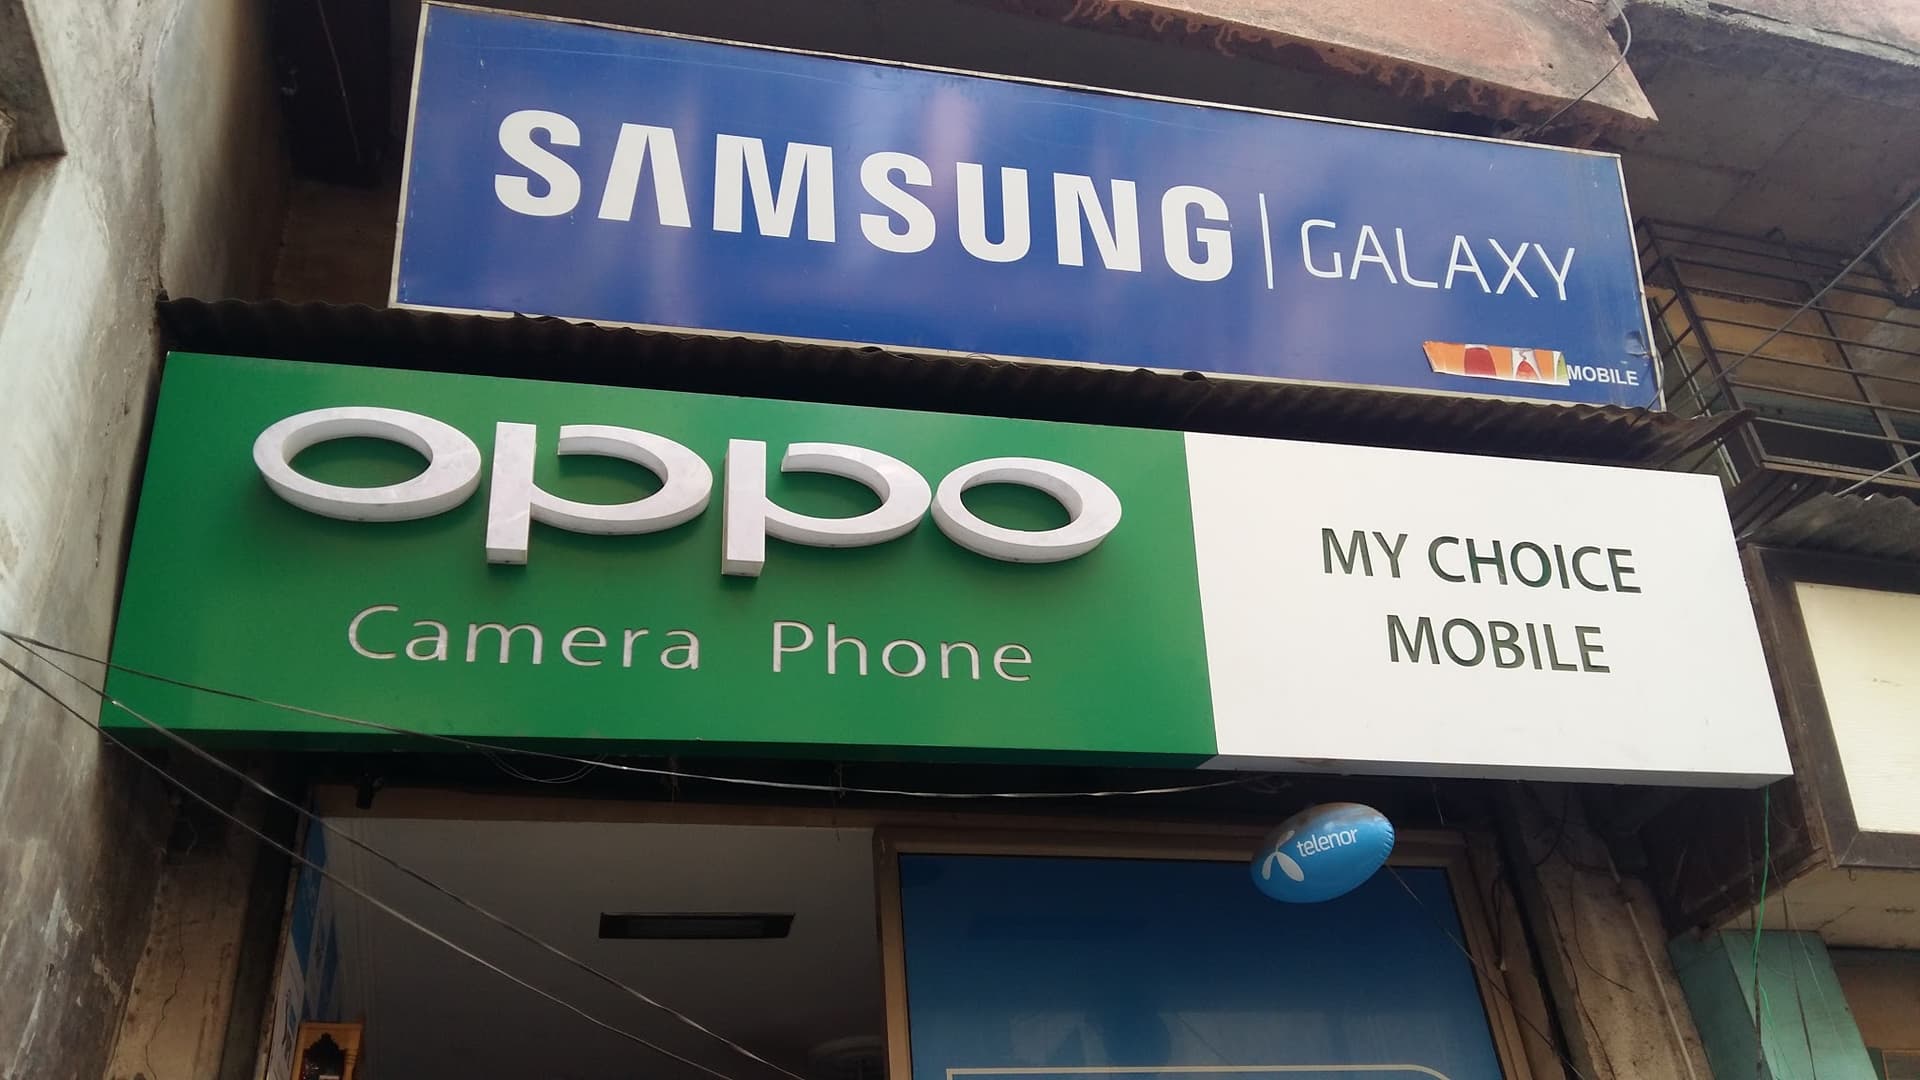 SAMSUNG | GALAXY
MOBILE
oppo
Camera Phone
MY CHOICE
MOBILE
telenor